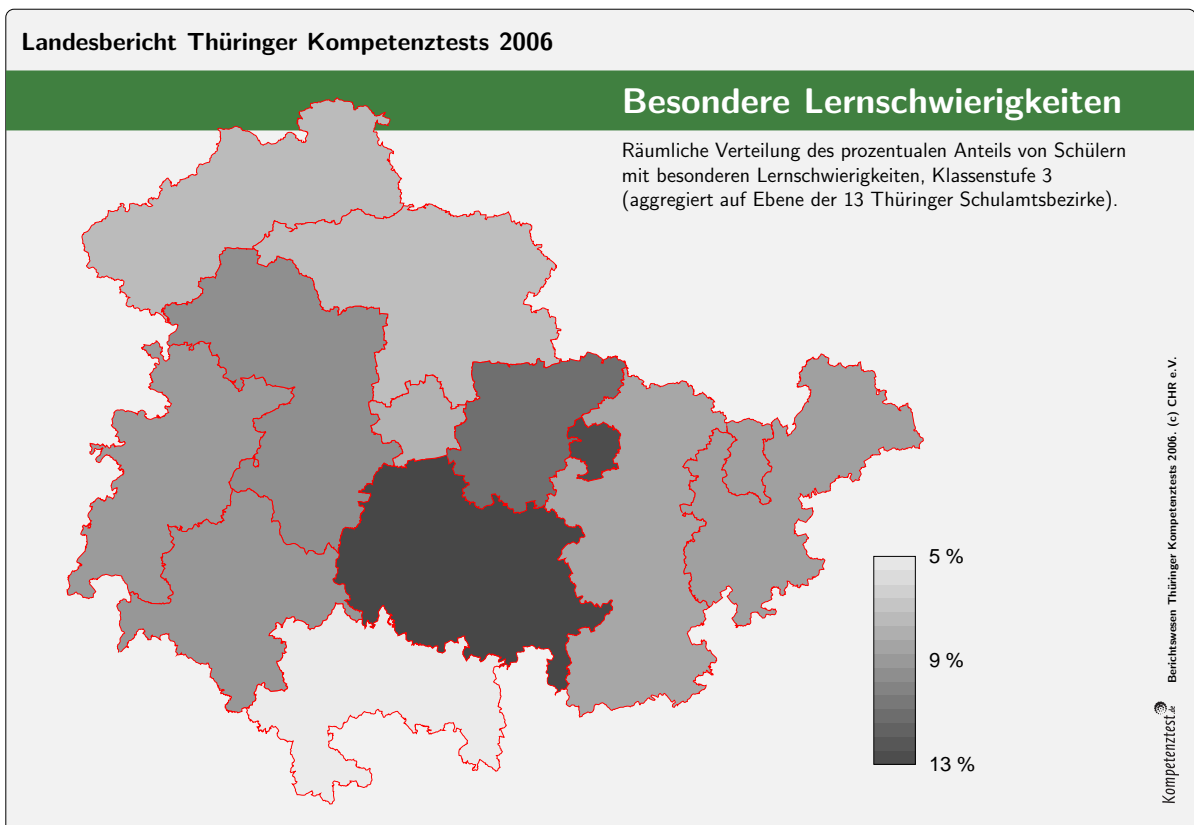 Landesbericht Thüringer Kompetenztests 2006
Besondere Lernschwierigkeiten
Räumliche Verteilung des prozentualen Anteils von Schülern
mit besonderen Lernschwierigkeiten, Klassenstufe 3
(aggregiert auf Ebene der 13 Thüringer Schulamtsbezirke).
5 %
9 %
13 %
Kompetenztest.de
Berichtswesen Thüringer Kompetenztests 2006. (c) CHR e.V.